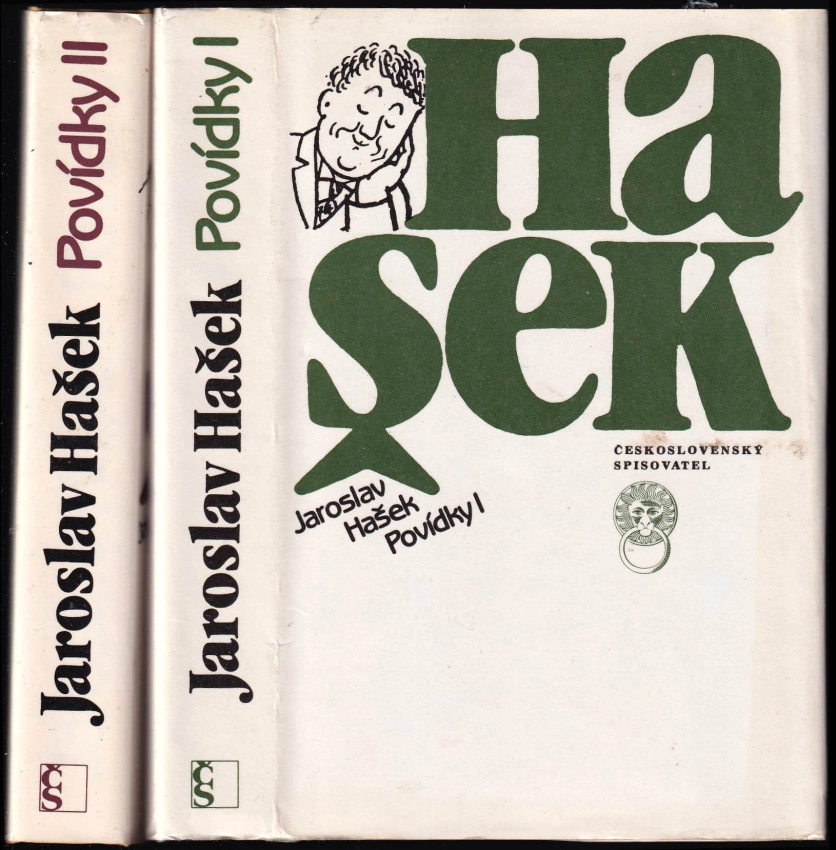 Jaroslav Hašek Povídky II
ČS
Jaroslav Hašek Povídky I
ČS
Ha
šek
Jaroslav
Hašek
Povídky I
ČESKOSLOVENSKÝ
SPISOVATEL